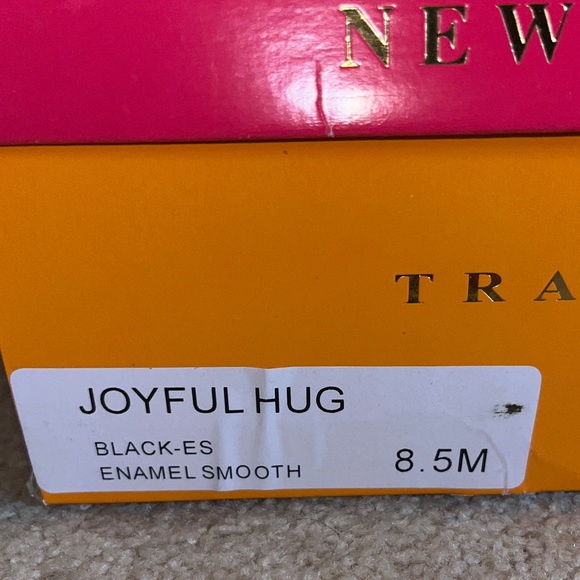 NEW
TRA
JOYFUL HUG
BLACK-ES
ENAMEL SMOOTH
8.5M